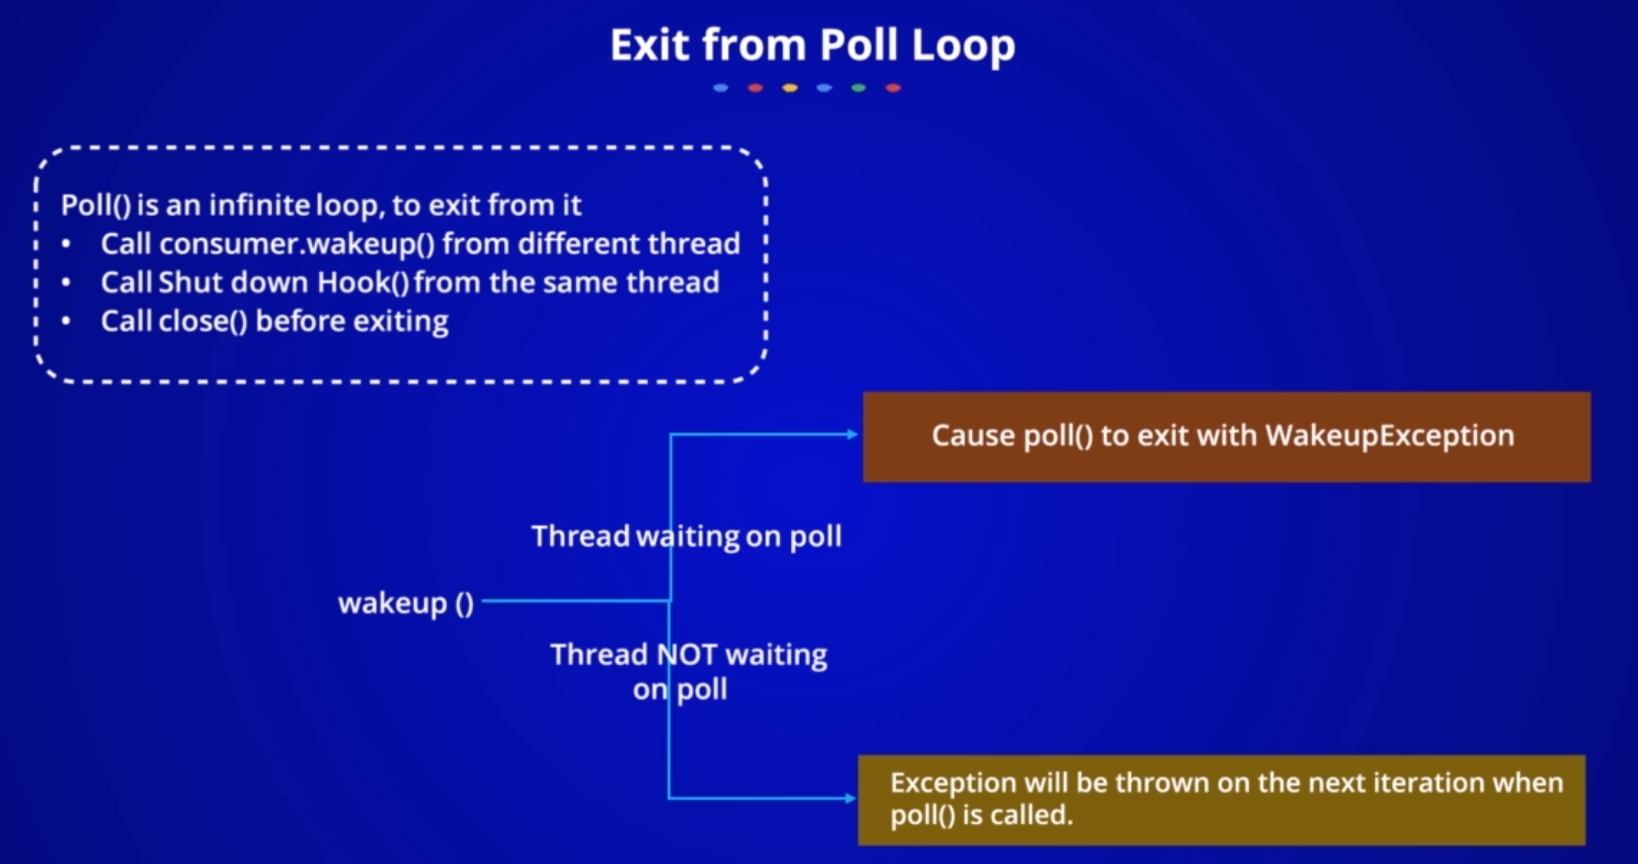 Exit from Poll Loop
Poll() is an infinite loop, to exit from it
• Call consumer.wakeup() from different thread
• Call Shut down Hook() from the same thread
• Call close() before exiting
Cause poll() to exit with WakeupException
Thread waiting on poll
wakeup ()
Thread NOT waiting
on poll
Exception will be thrown on the next iteration when
poll() is called.